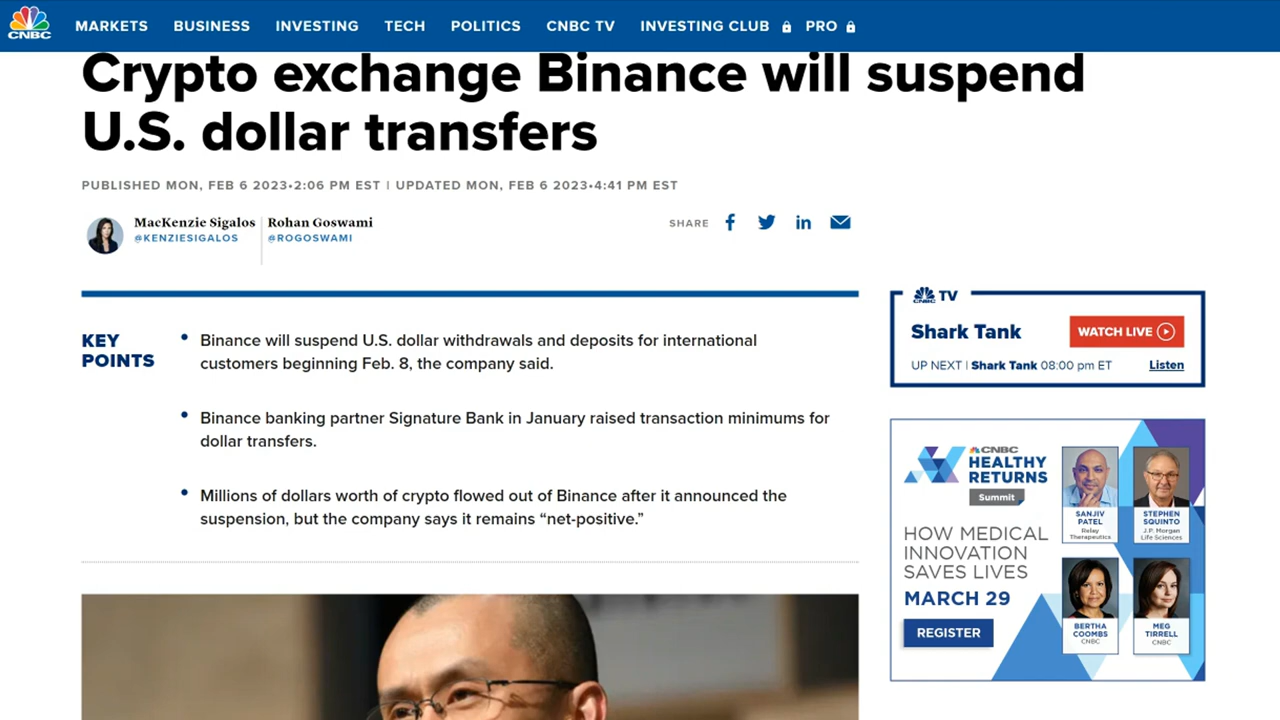 CNBC
MARKETS BUSINESS INVESTING TECH POLITICS CNBC TV INVESTING CLUB PRO
Crypto exchange Binance will suspend
U.S. dollar transfers
PUBLISHED MON, FEB 6 2023•2:06 PM EST | UPDATED MON, FEB 6 2023•4:41 PM EST
MacKenzie Sigalos
@KENZIESIGALOS
Rohan Goswami
@ROGOSWAMI
SHARE
KEY
POINTS
• Binance will suspend U.S. dollar withdrawals and deposits for international
customers beginning Feb. 8, the company said.
• Binance banking partner Signature Bank in January raised transaction minimums for
dollar transfers.
• Millions of dollars worth of crypto flowed out of Binance after it announced the
suspension, but the company says it remains “net-positive.”
CNBC TV
Shark Tank
WATCH LIVE
UP NEXT | Shark Tank 08:00 pm ET
Listen
CNBC
HEALTHY
RETURNS
Summit
HOW MEDICAL
INNOVATION
SAVES LIVES
MARCH 29
REGISTER
SANJIV
PATEL
Relay
Therapeutics
STEPHEN
SQUINTO
J.P. Morgan
Life Sciences
BERTHA
COOMBS
CNBC
MEG
TIRRELL
CNBC